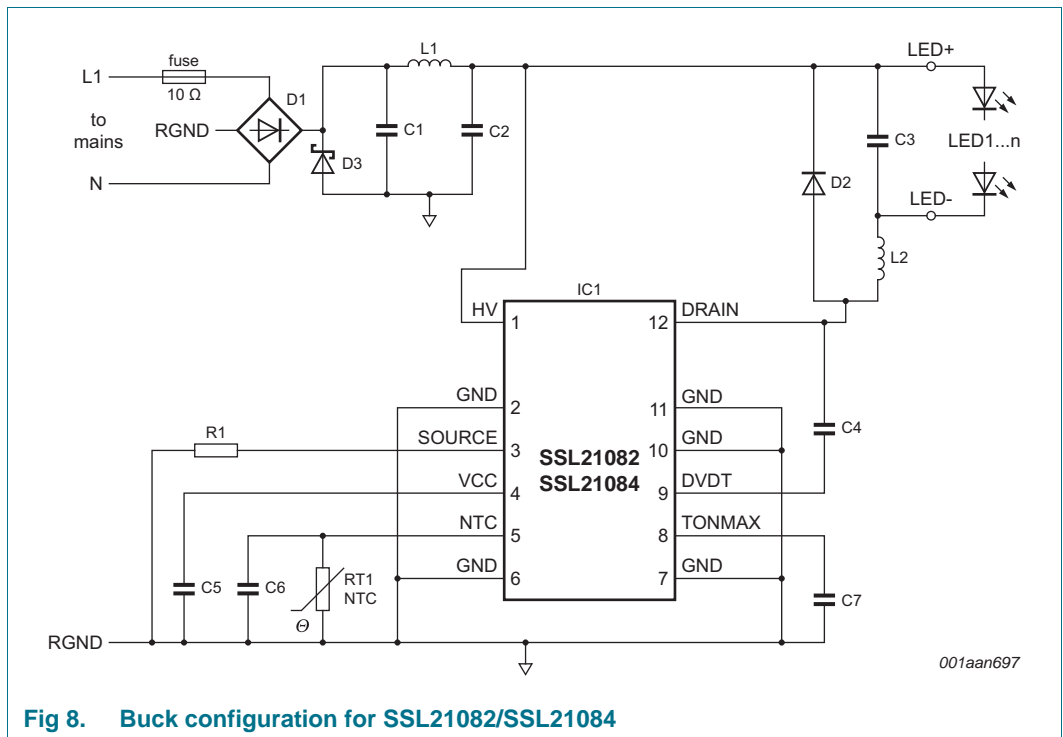 L1
fuse
10 Ω
to
mains
RGND
N
D1
D3
C1
L1
C2
LED+
LED1...n
LED-
C3
D2
L2
IC1
HV
1
GND
2
SOURCE
3
VCC
4
NTC
5
GND
6
SSL21082
SSL21084
DRAIN
12
GND
11
GND
10
DVDT
9
TONMAX
8
GND
7
R1
C5
C6
RT1
NTC
Θ
C4
C7
RGND
001aan697
Fig 8. Buck configuration for SSL21082/SSL21084